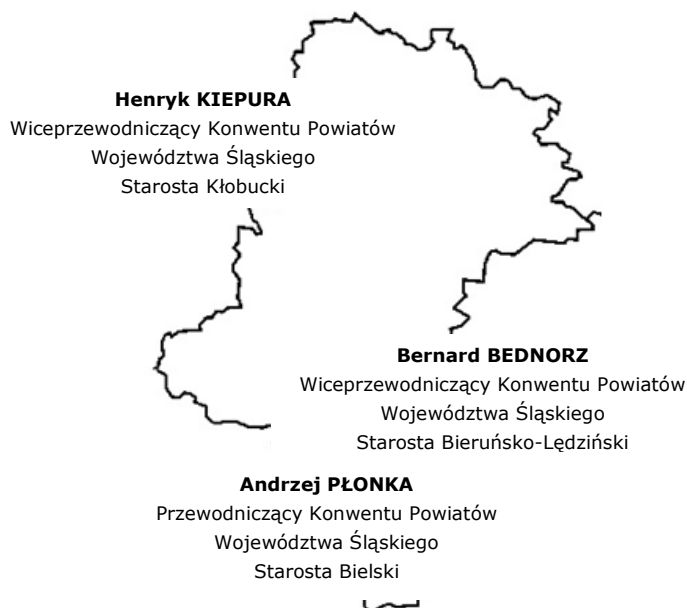 Henryk KIEPURA
Wiceprzewodniczący Konwentu Powiatów
Województwa Śląskiego
Starosta Kłobucki
Bernard BEDNORZ
Wiceprzewodniczący Konwentu Powiatów
Województwa Śląskiego
Starosta Bieruńsko-Lędziński
Andrzej PŁONKA
Przewodniczący Konwentu Powiatów
Województwa Śląskiego
Starosta Bielski